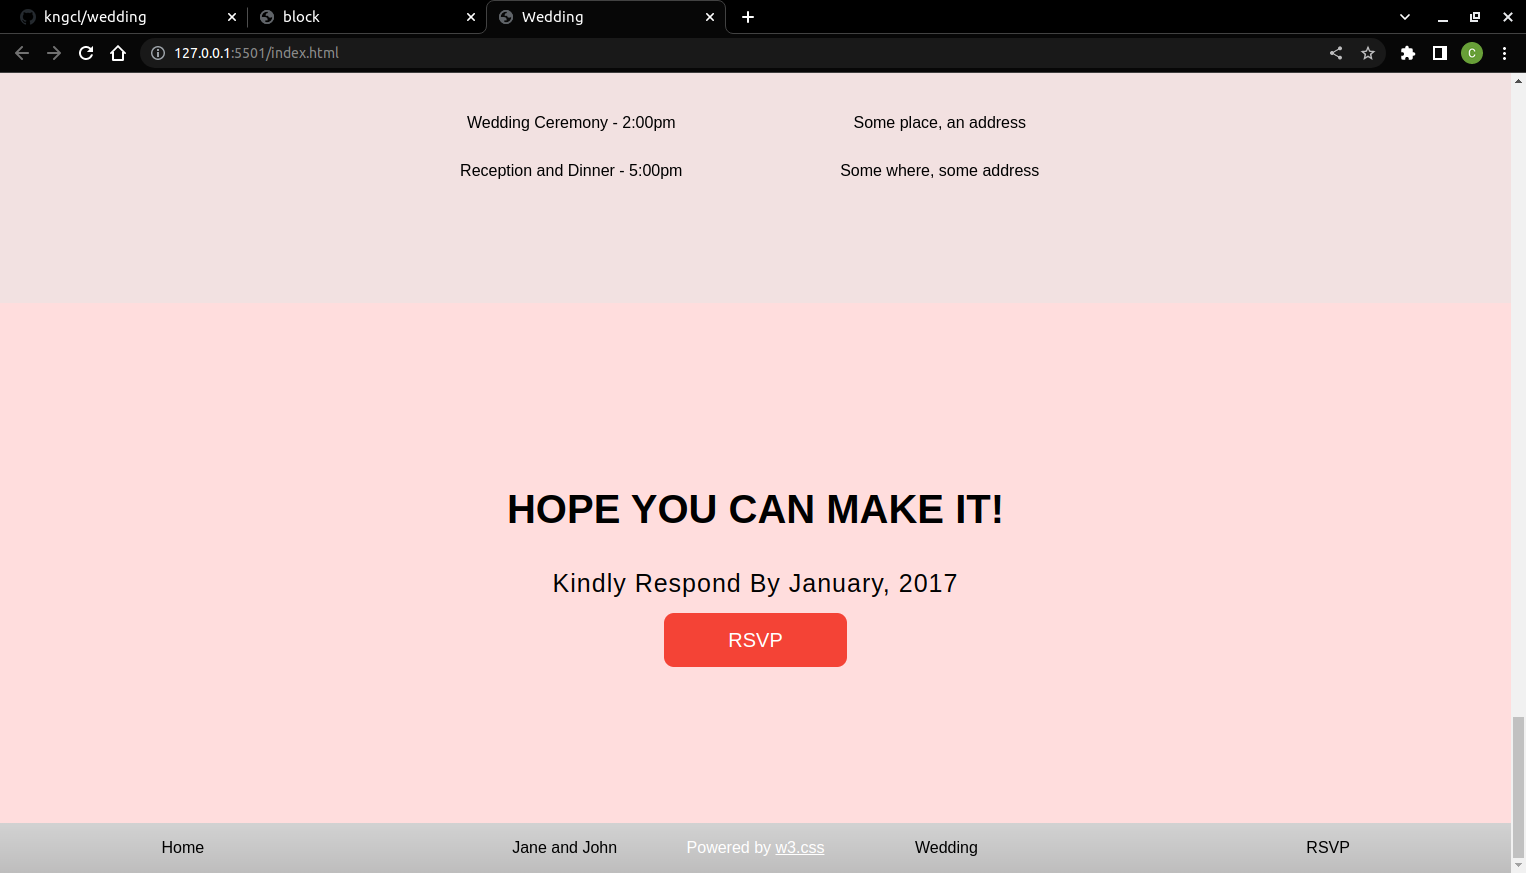 kngcl/wedding
block
Wedding
127.0.0.1:5501/index.html
C
Wedding Ceremony - 2:00pm Some place, an address
Reception and Dinner - 5:00pm Some where, some address
HOPE YOU CAN MAKE IT!
Kindly Respond By January, 2017
RSVP
Home Jane and John Powered by w3.css Wedding RSVP